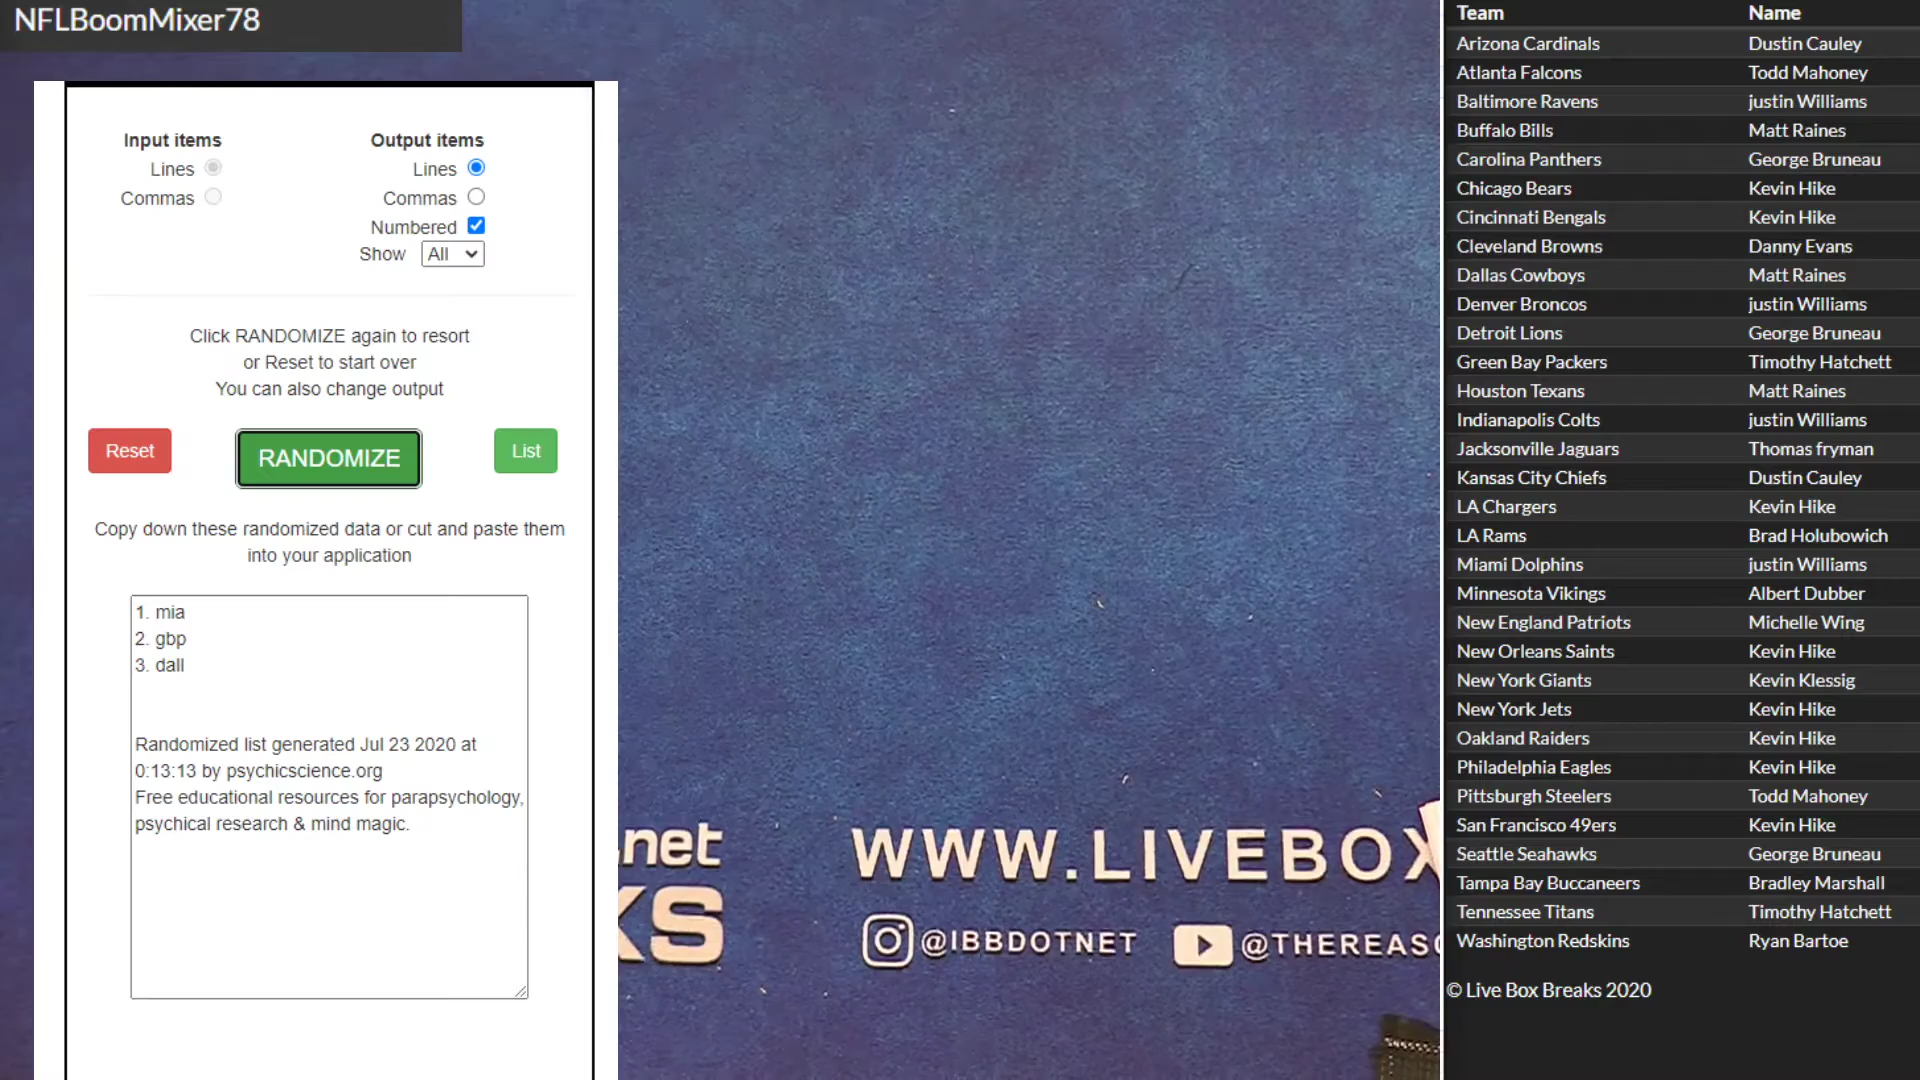 NFLBoomMixer78
Input items
Output items
Lines
Lines
Commas
Commas
Numbered
Show All
Click RANDOMIZE again to resort
or Reset to start over
You can also change output
Reset
RANDOMIZE
List
Copy down these randomized data or cut and paste them
into your application
1. mia
2. gbp
3. dall
Randomized list generated Jul 23 2020 at
0:13:13 by psychicscience.org
Free educational resources for parapsychology,
psychical research & mind magic.
.net
KS
WWW.LIVEBOX
@IBBDOTNET
@THEREASO
Team Name
Arizona Cardinals Dustin Cauley
Atlanta Falcons Todd Mahoney
Baltimore Ravens justin Williams
Buffalo Bills Matt Raines
Carolina Panthers George Bruneau
Chicago Bears Kevin Hike
Cincinnati Bengals Kevin Hike
Cleveland Browns Danny Evans
Dallas Cowboys Matt Raines
Denver Broncos justin Williams
Detroit Lions George Bruneau
Green Bay Packers Timothy Hatchett
Houston Texans Matt Raines
Indianapolis Colts justin Williams
Jacksonville Jaguars Thomas fryman
Kansas City Chiefs Dustin Cauley
LA Chargers Kevin Hike
LA Rams Brad Holubowich
Miami Dolphins justin Williams
Minnesota Vikings Albert Dubber
New England Patriots Michelle Wing
New Orleans Saints Kevin Hike
New York Giants Kevin Klessig
New York Jets Kevin Hike
Oakland Raiders Kevin Hike
Philadelphia Eagles Kevin Hike
Pittsburgh Steelers Todd Mahoney
San Francisco 49ers Kevin Hike
Seattle Seahawks George Bruneau
Tampa Bay Buccaneers Bradley Marshall
Tennessee Titans Timothy Hatchett
Washington Redskins Ryan Bartoe
© Live Box Breaks 2020